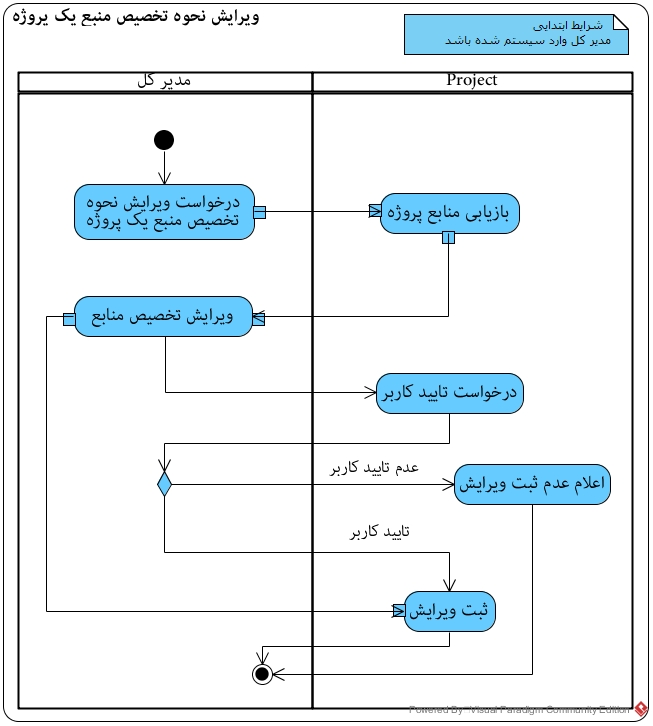 ویرایش نحوه تخصیص منبع یک پروژه
شرایط ابتدایی
مدیر کل وارد سیستم شده باشد
مدیر کل
Project
درخواست ویرایش نحوه
تخصیص منبع یک پروژه
بازیابی منابع پروژه
ویرایش تخصیص منابع
درخواست تایید کاربر
عدم تایید کاربر
اعلام عدم ثبت ویرایش
تایید کاربر
ثبت ویرایش
Powered By Visual Paradigm Community Edition